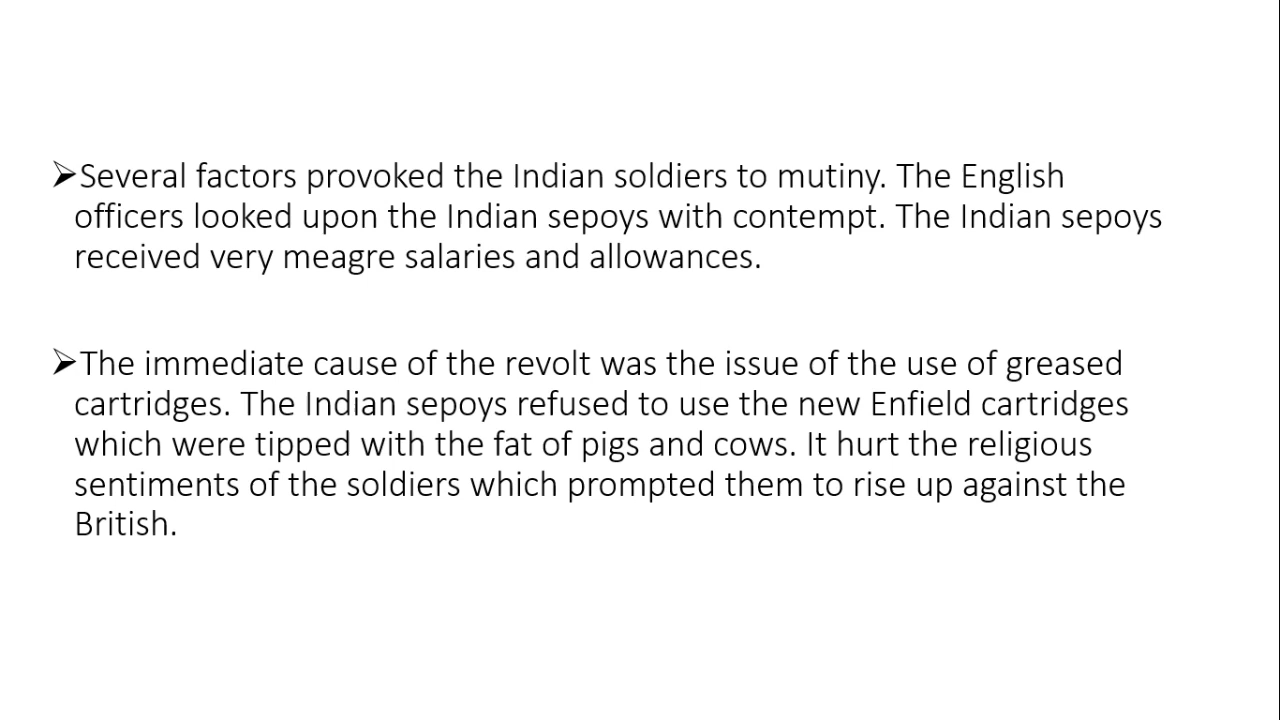 ➢Several factors provoked the Indian soldiers to mutiny. The English
officers looked upon the Indian sepoys with contempt. The Indian sepoys
received very meagre salaries and allowances.
➢The immediate cause of the revolt was the issue of the use of greased
cartridges. The Indian sepoys refused to use the new Enfield cartridges
which were tipped with the fat of pigs and cows. It hurt the religious
sentiments of the soldiers which prompted them to rise up against the
British.